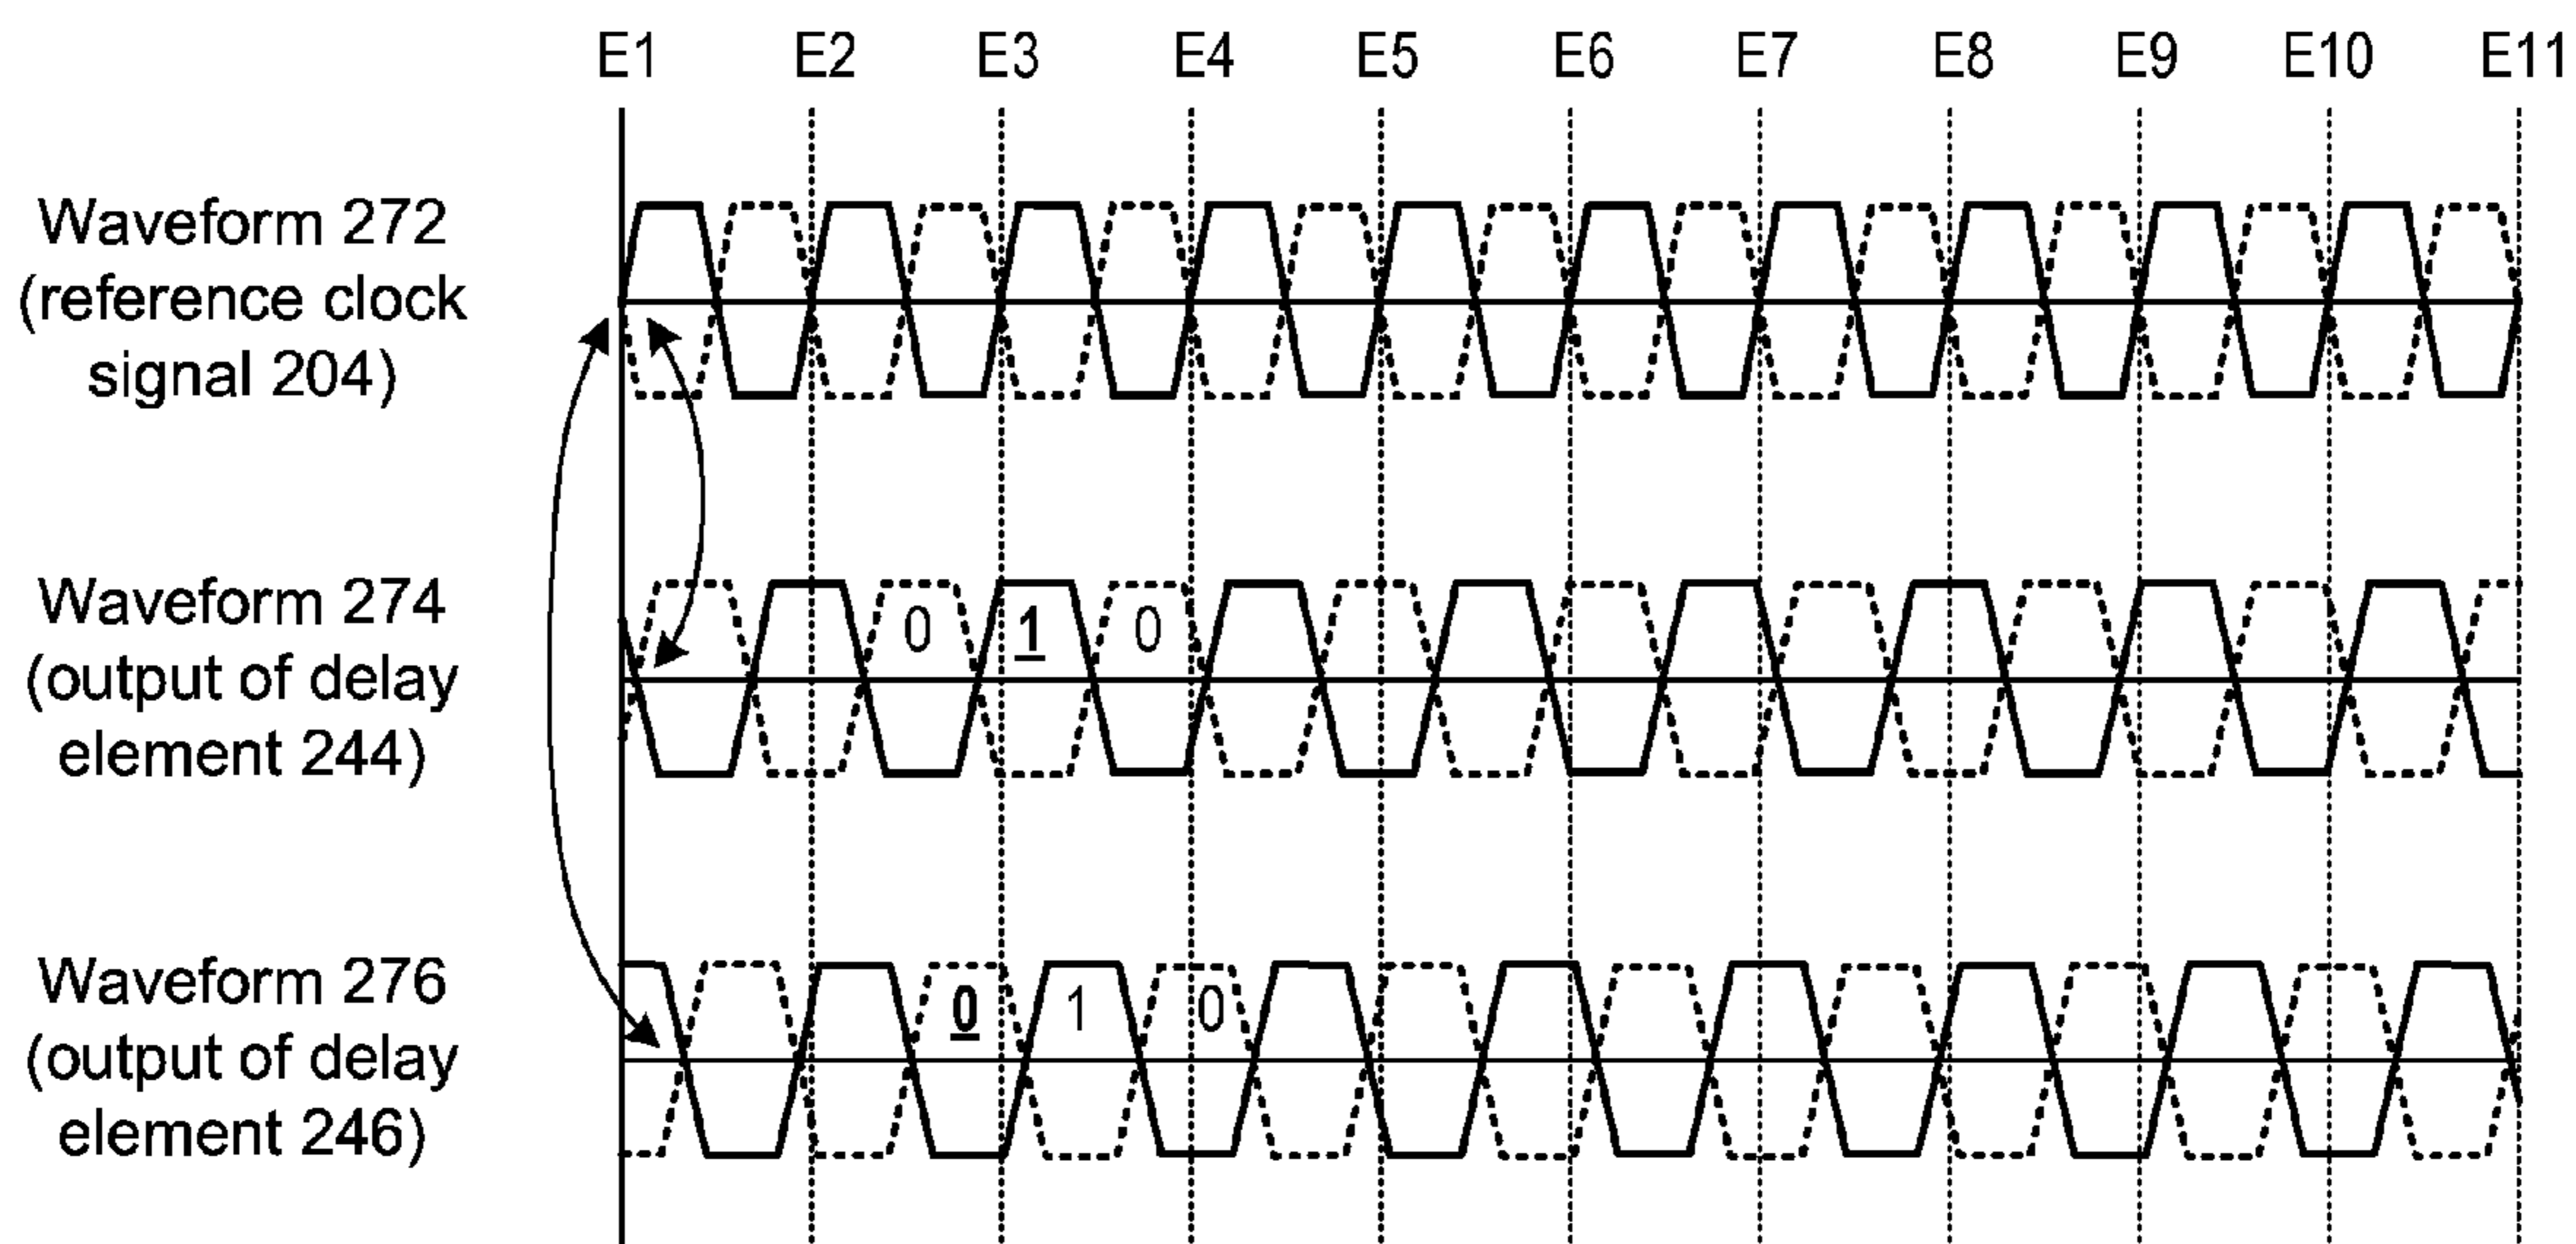 E1 E2 E3 E4 E5 E6 E7 E8 E9 E10 E11
Waveform 272
(reference clock
signal 204)
Waveform 274
(output of delay
element 244)
0 1 0
Waveform 276
(output of delay
element 246)
0 1 0